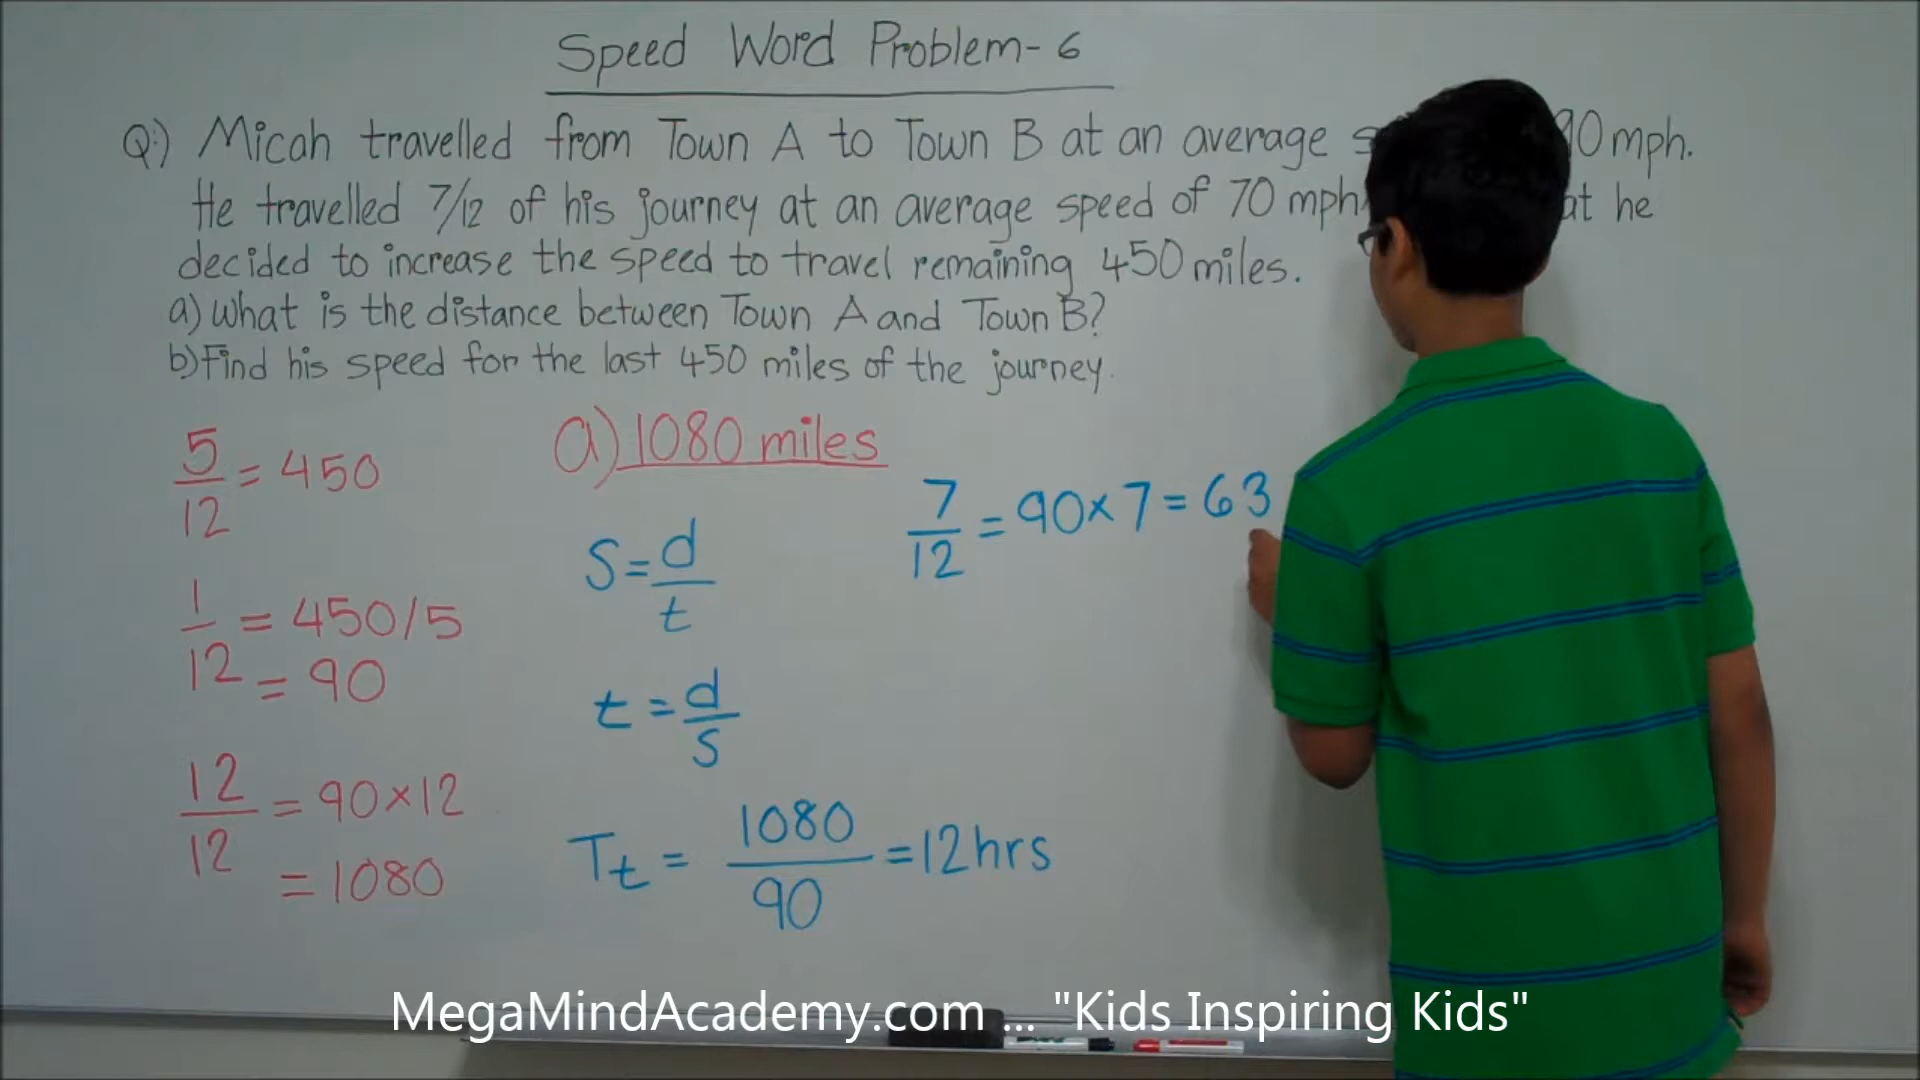 Speed Word Problem-6
Q:) Micah travelled from Town A to Town B at an average 90 mph.
He travelled 7/12 of his journey at an average speed of 70 mph at he
decided to increase the speed to travel remaining 450 miles.
a) What is the distance between Town A and Town B?
b) Find his speed for the last 450 miles of the journey.
5/12 = 450
1/12 = 450/5
= 90
12/12 = 90×12
= 1080
a) 1080 miles
S = d/t
t = d/s
Tt = 1080/90 = 12hrs
7/12 = 90×7 = 63
MegaMindAcademy.com ... "Kids Inspiring Kids"